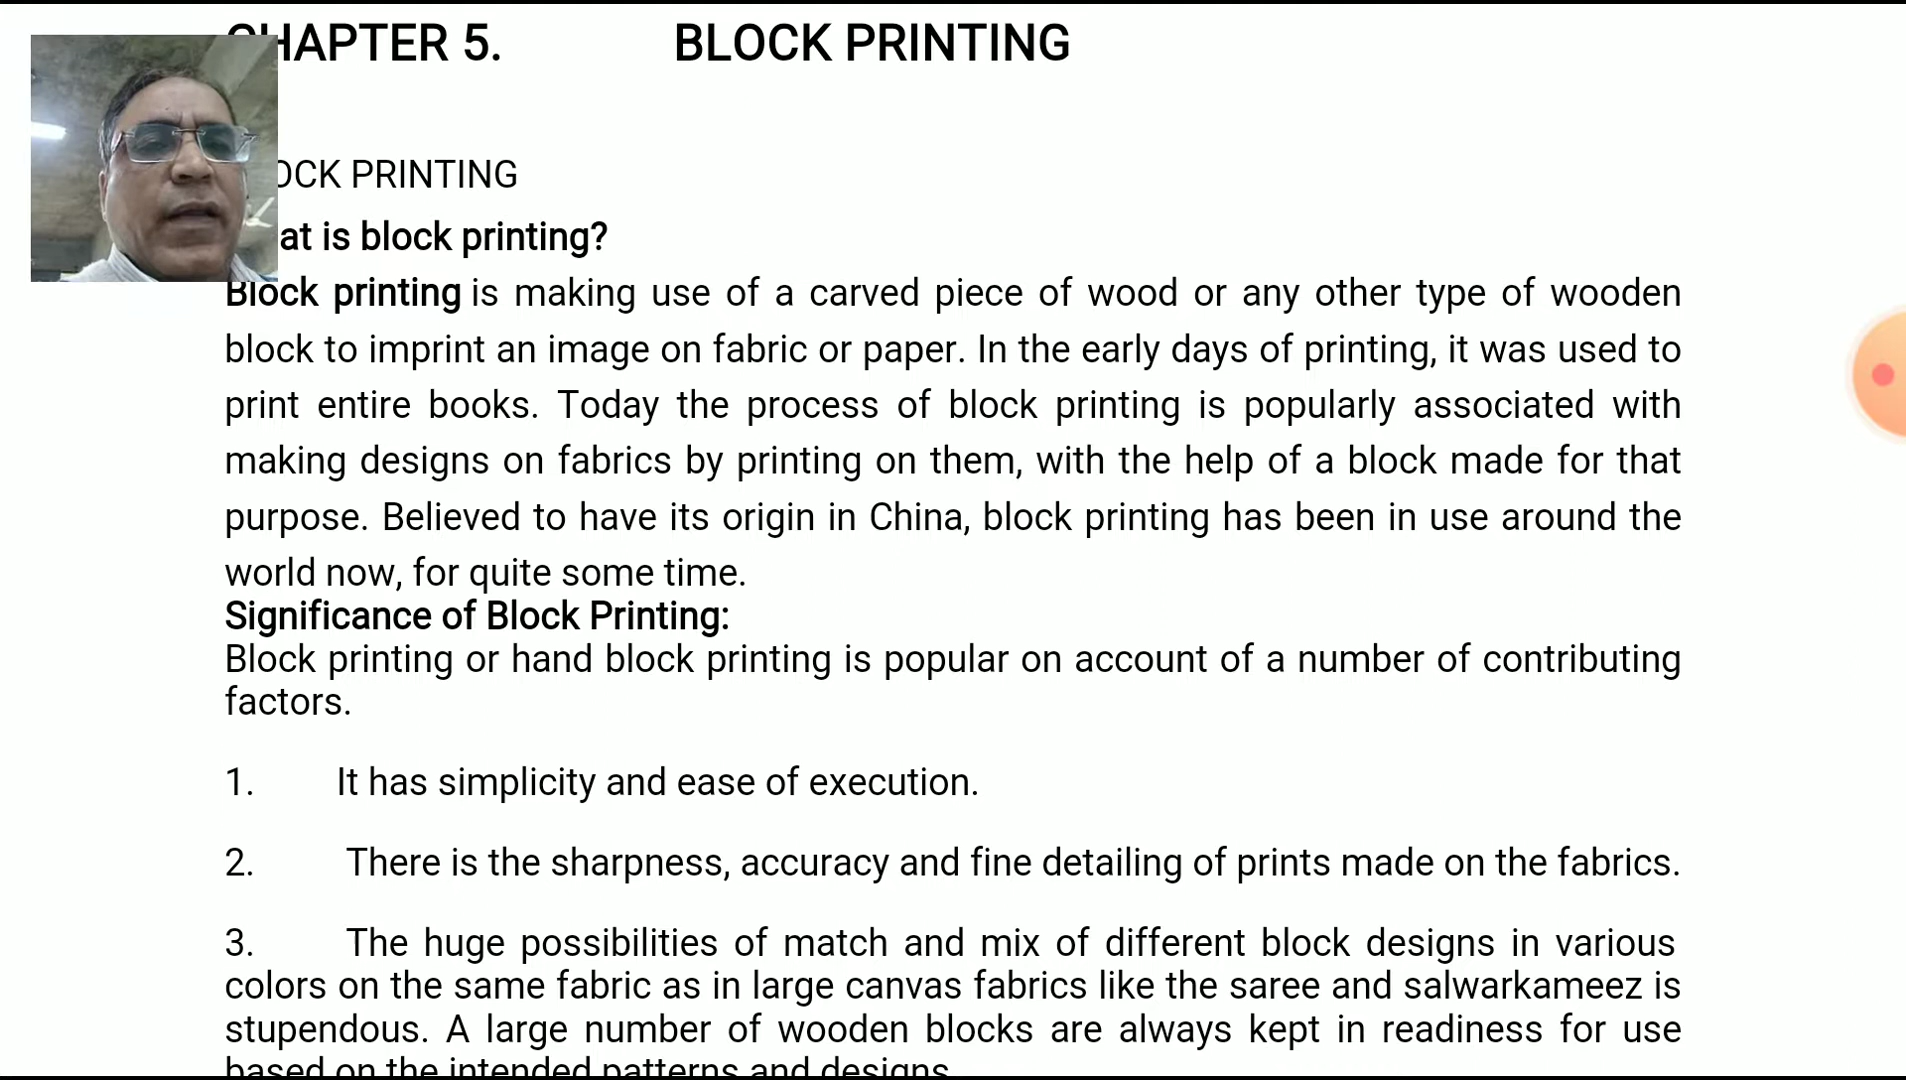 CHAPTER 5. BLOCK PRINTING
OCK PRINTING
at is block printing?
Block printing is making use of a carved piece of wood or any other type of wooden
block to imprint an image on fabric or paper. In the early days of printing, it was used to
print entire books. Today the process of block printing is popularly associated with
making designs on fabrics by printing on them, with the help of a block made for that
purpose. Believed to have its origin in China, block printing has been in use around the
world now, for quite some time.
Significance of Block Printing:
Block printing or hand block printing is popular on account of a number of contributing
factors.
1. It has simplicity and ease of execution.
2. There is the sharpness, accuracy and fine detailing of prints made on the fabrics.
3. The huge possibilities of match and mix of different block designs in various
colors on the same fabric as in large canvas fabrics like the saree and salwarkameez is
stupendous. A large number of wooden blocks are always kept in readiness for use
based on the intended patterns and designs.